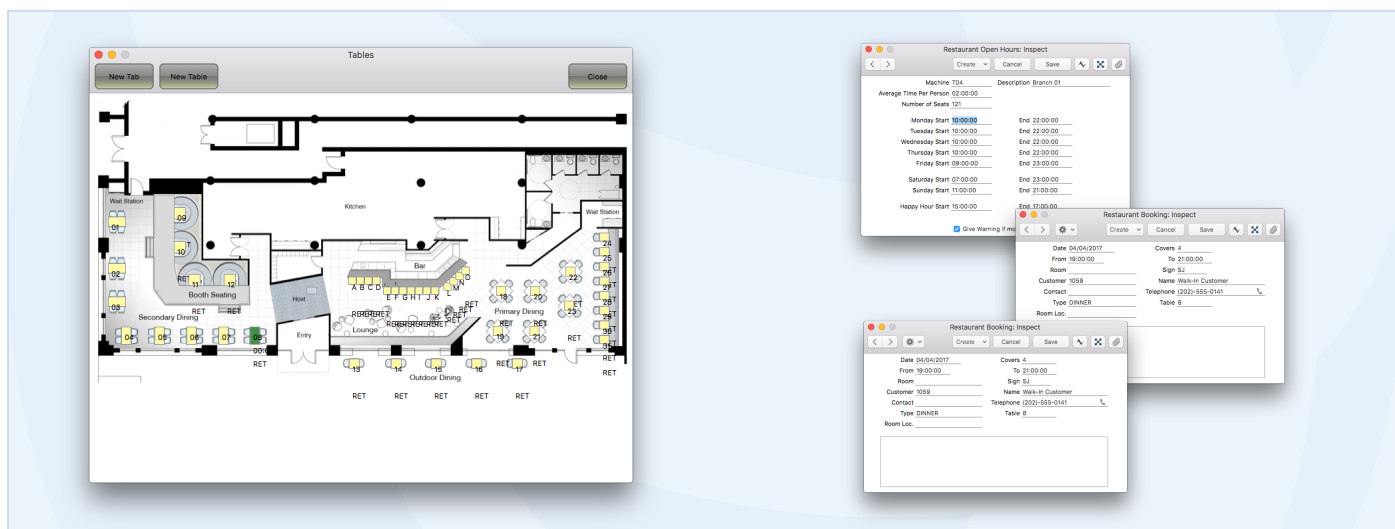 Tables
New Tab New Table Close
Wait Station
Kitchen
Wait Station
01
09
10
02
11 12
RET
Booth Seating
03
RET RET
Secondary Dining
04 05 06 07 08
RET
Host
Entry
Bar
A B C D
E F G H I J K
L M N O
Lounge
Primary Dining
18 20 22
RET
23
RET RET
19 21
RET
24
25
26
27
28
29
30
RET
RET
13 14 15 16 17
RET RET
Outdoor Dining
RET RET RET RET RET
Restaurant Open Hours: Inspect
Create Cancel Save
Machine T04 Description Branch 01
Average Time Per Person 02:00:00
Number of Seats 121
Monday Start 10:00:00 End 22:00:00
Tuesday Start 10:00:00 End 22:00:00
Wednesday Start 10:00:00 End 22:00:00
Thursday Start 10:00:00 End 22:00:00
Friday Start 09:00:00 End 23:00:00
Saturday Start 07:00:00 End 23:00:00
Sunday Start 11:00:00 End 21:00:00
Happy Hour Start 15:00:00 End 17:00:00
Give Warning if mo
Restaurant Booking: Inspect
Create Cancel Save
Date 04/04/2017 Covers 4
From 19:00:00 To 21:00:00
Room Sign SJ
Customer 1059 Name Walk-In Customer
Contact Telephone (202)-555-0141
Type DINNER Table 8
Room Loc.
Restaurant Booking: Inspect
Create Cancel Save
Date 04/04/2017 Covers 4
From 19:00:00 To 21:00:00
Room Sign SJ
Customer 1059 Name Walk-In Customer
Contact Telephone (202)-555-0141
Type DINNER Table 8
Room Loc.